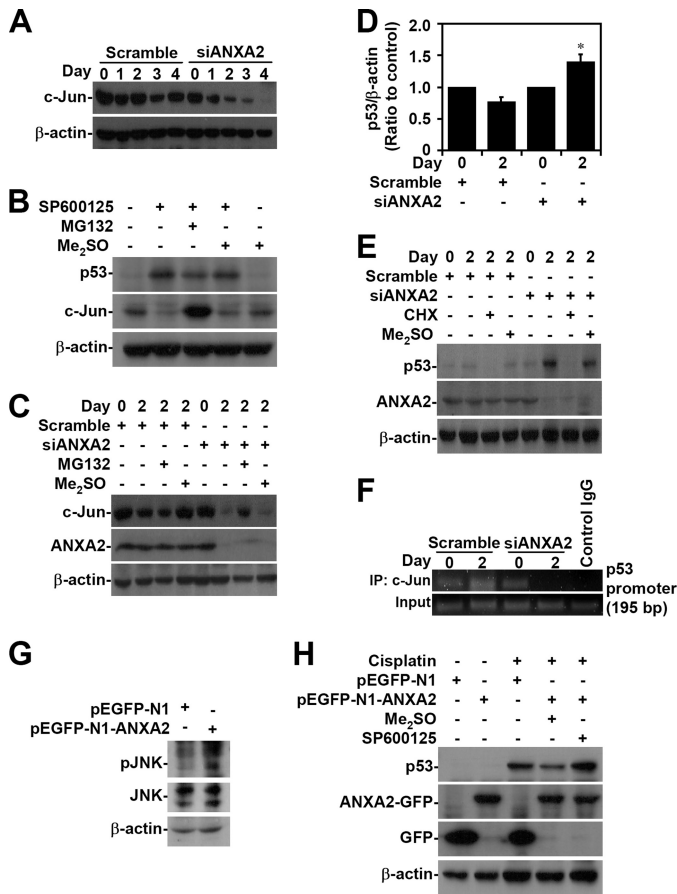 A
Scramble siANXA2
Day 0 1 2 3 4 0 1 2 3 4
c-Jun-
β-actin-
B
SP600125 - + + + -
MG132 - - + - -
Me2SO - - - + +
p53-
c-Jun-
β-actin-
C
Day 0 2 2 2 0 2 2 2
Scramble + + + + - - - -
siANXA2 - - - - + + + +
MG132 - - + - - - + -
Me2SO - - - + - - - +
c-Jun-
ANXA2-
β-actin-
D
p53/β-actin
(Ratio to control)
2.0
1.5
1.0
0.5
0.0
*
Day 0 2 0 2
Scramble + + - -
siANXA2 - - + +
E
Day 0 2 2 2 0 2 2 2
Scramble + + + + - - - -
siANXA2 - - - - + + + +
CHX - - + - - - + -
Me2SO - - - + - - - +
p53-
ANXA2-
β-actin-
F
Scramble siANXA2 Control IgG
Day 0 2 0 2
IP: c-Jun
Input
p53
promoter
(195 bp)
G
pEGFP-N1 + -
pEGFP-N1-ANXA2 - +
pJNK-
JNK-
β-actin-
H
Cisplatin - - + + +
pEGFP-N1 + - + - -
pEGFP-N1-ANXA2 - + - + +
Me2SO - - - + -
SP600125 - - - - +
p53-
ANXA2-GFP-
GFP-
β-actin-